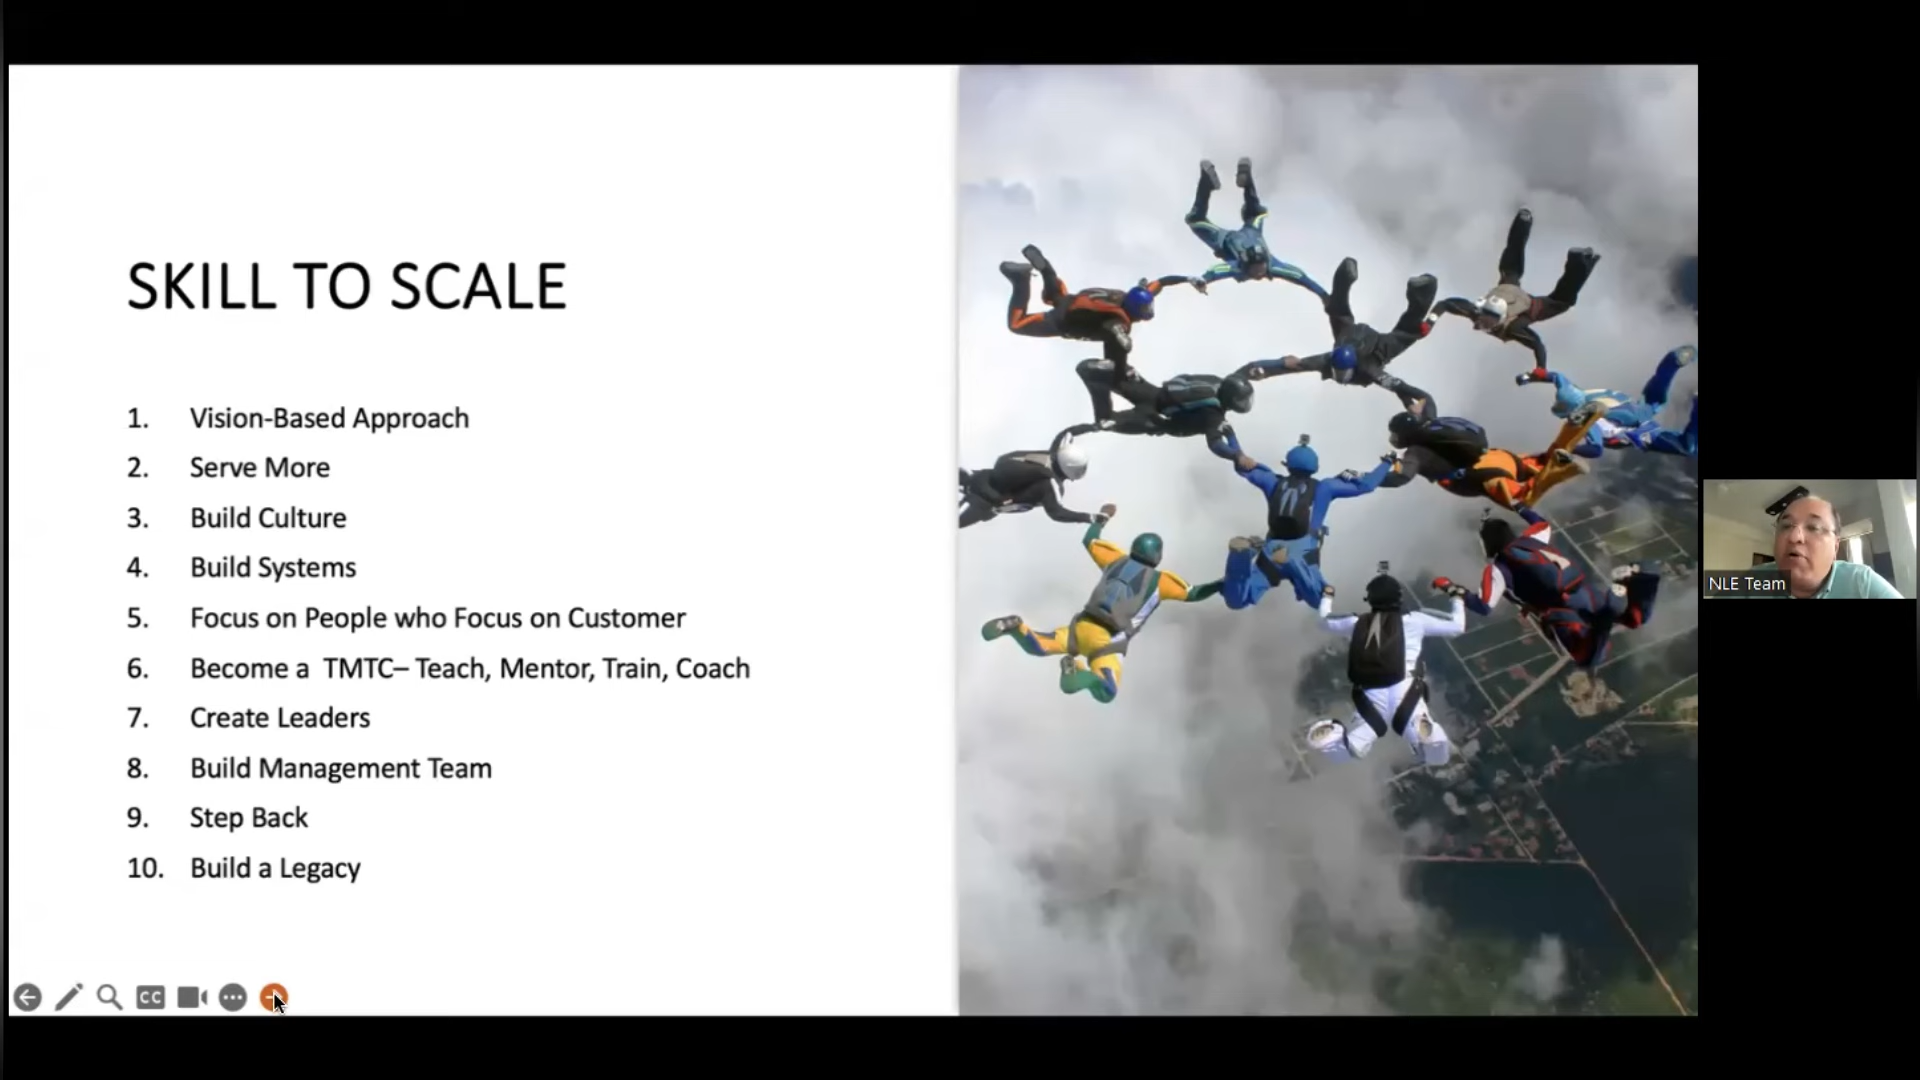 SKILL TO SCALE
1. Vision-Based Approach
2. Serve More
3. Build Culture
4. Build Systems
5. Focus on People who Focus on Customer
6. Become a TMTC– Teach, Mentor, Train, Coach
7. Create Leaders
8. Build Management Team
9. Step Back
10. Build a Legacy
NLE Team
CC